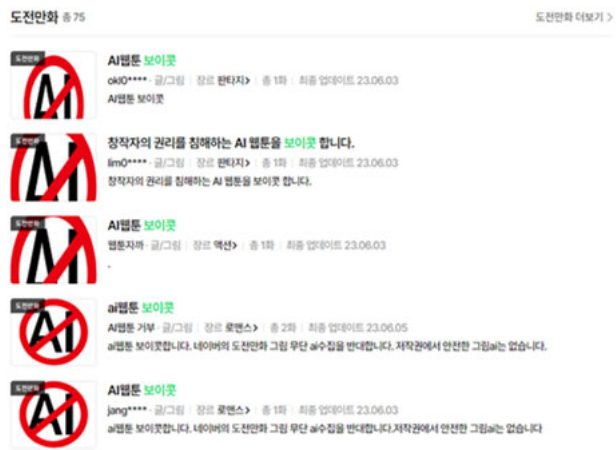 도전만화 총 75
도전만화 더보기 >
도전만화
AI
AI웹툰 보이콧
okl0**** · 글/그림 | 장르 판타지> | 총 1화 | 최종 업데이트 23.06.03
AI웹툰 보이콧
도전만화
AI
창작자의 권리를 침해하는 AI 웹툰을 보이콧 합니다.
lim0**** · 글/그림 | 장르 판타지> | 총 1화 | 최종 업데이트 23.06.03
창작자의 권리를 침해하는 AI 웹툰을 보이콧 합니다.
도전만화
AI
AI웹툰 보이콧
웹툰자까 · 글/그림 | 장르 액션> | 총 1화 | 최종 업데이트 23.06.03
.
도전만화
AI
ai웹툰 보이콧
AI웹툰 거부 · 글/그림 | 장르 로맨스> | 총 2화 | 최종 업데이트 23.06.05
ai웹툰 보이콧합니다. 네이버의 도전만화 그림 무단 ai수집을 반대합니다. 저작권에서 안전한 그림ai는 없습니다.
도전만화
AI
AI웹툰 보이콧
jang**** · 글/그림 | 장르 로맨스> | 총 1화 | 최종 업데이트 23.06.03
ai웹툰 보이콧합니다. 네이버의 도전만화 그림 무단 ai수집을 반대합니다.저작권에서 안전한 그림ai는 없습니다